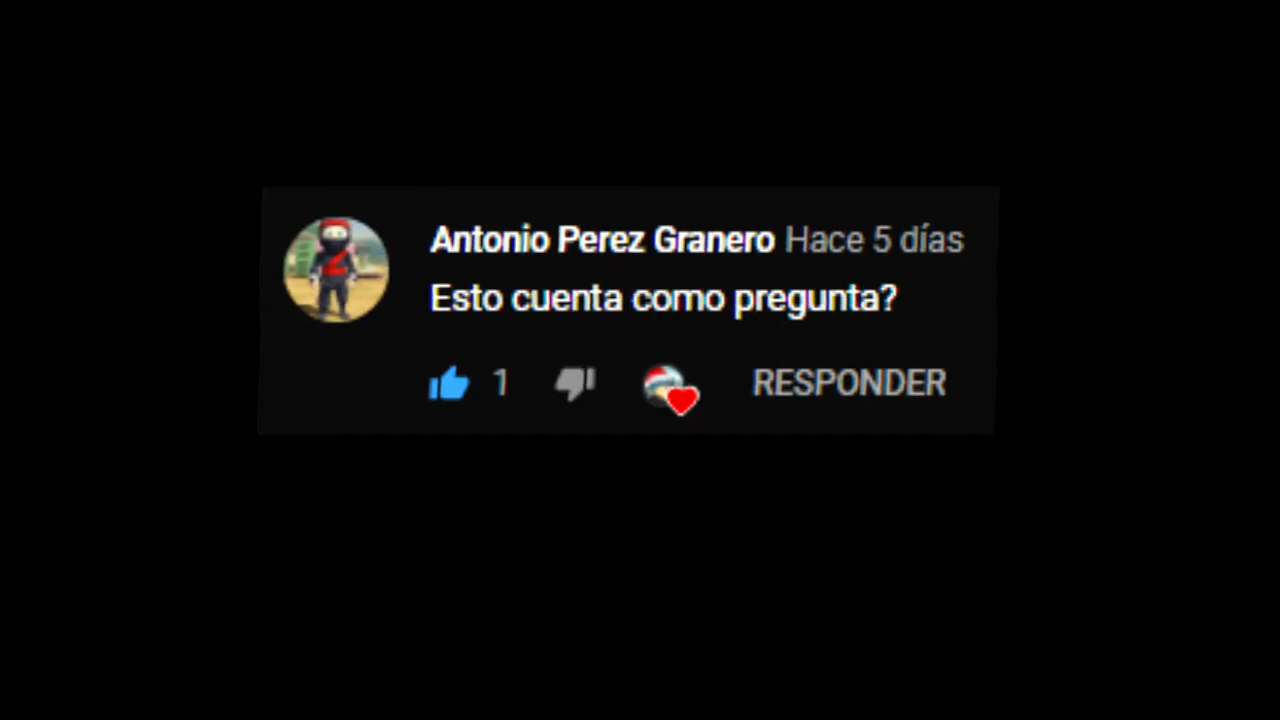 Antonio Perez Granero Hace 5 días
Esto cuenta como pregunta?
1 RESPONDER